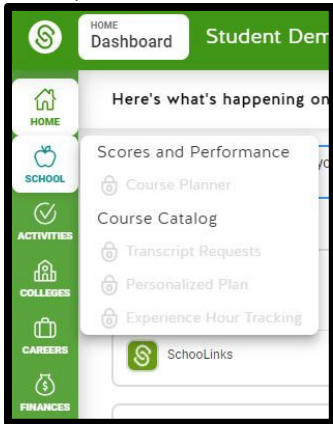 HOME
Dashboard
Student Dem
HOME
Here's what's happening on
SCHOOL
Scores and Performance
Course Planner
Course Catalog
Transcript Requests
Personalized Plan
Experience Hour Tracking
ACTIVITIES
COLLEGES
CAREERS
SchooLinks
FINANCES